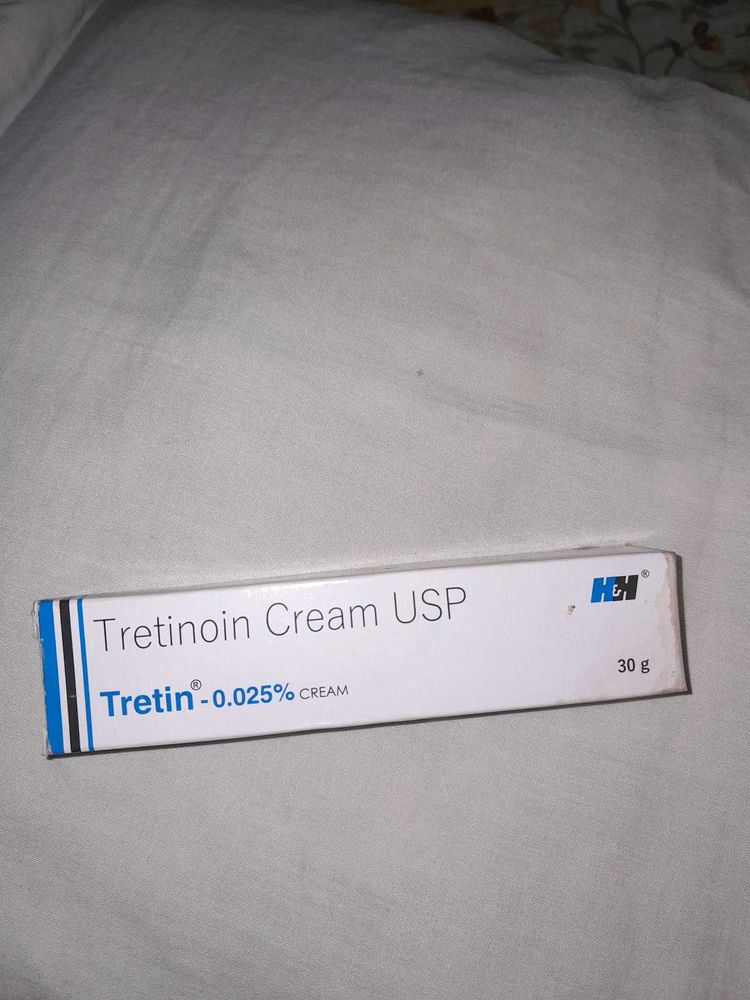 Tretinoin Cream USP
Tretin® - 0.025% CREAM
H&H®
30 g